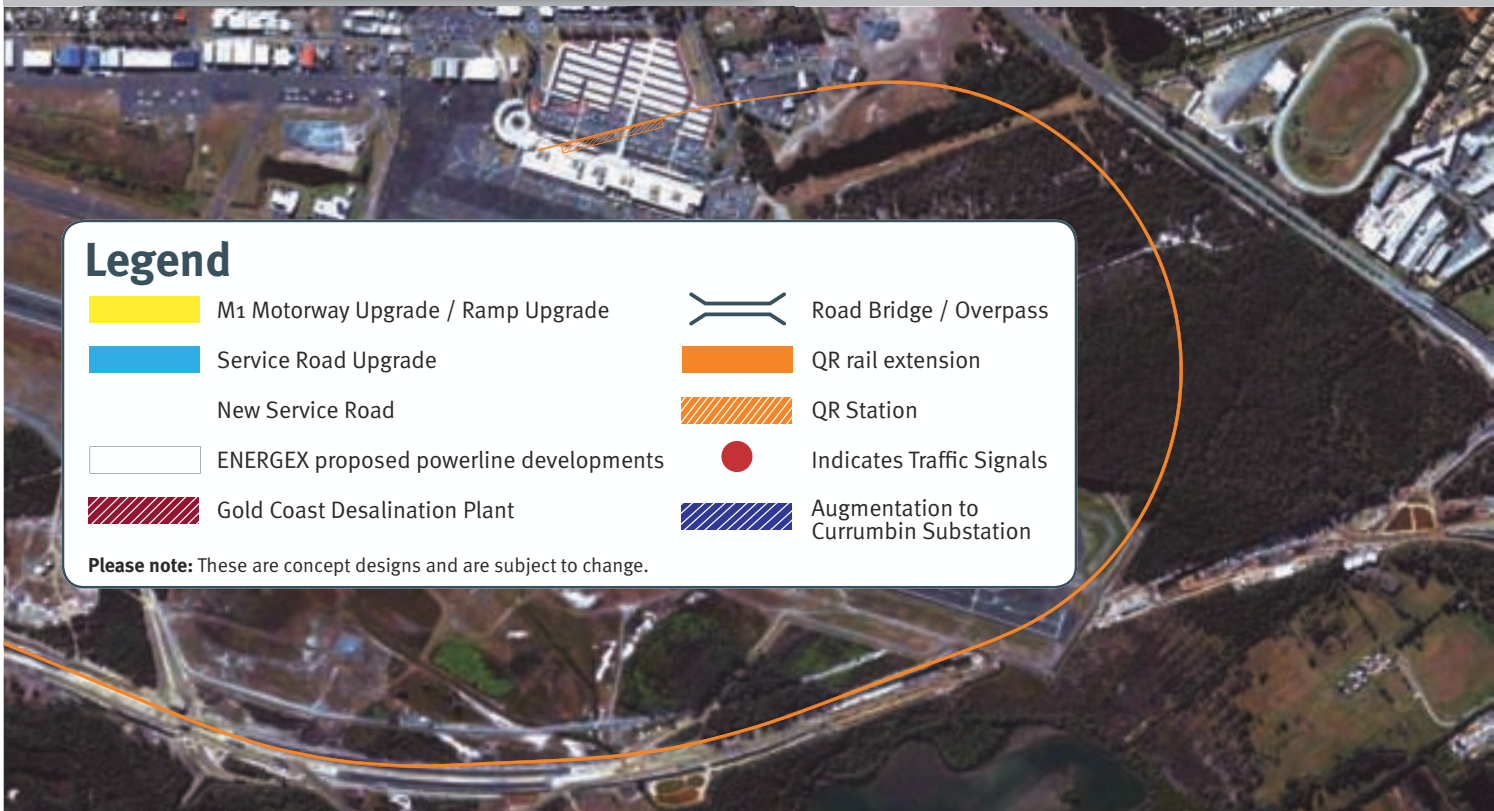 Legend
M1 Motorway Upgrade / Ramp Upgrade
Service Road Upgrade
New Service Road
ENERGEX proposed powerline developments
Gold Coast Desalination Plant
Road Bridge / Overpass
QR rail extension
QR Station
Indicates Traffic Signals
Augmentation to
Currumbin Substation
Please note: These are concept designs and are subject to change.